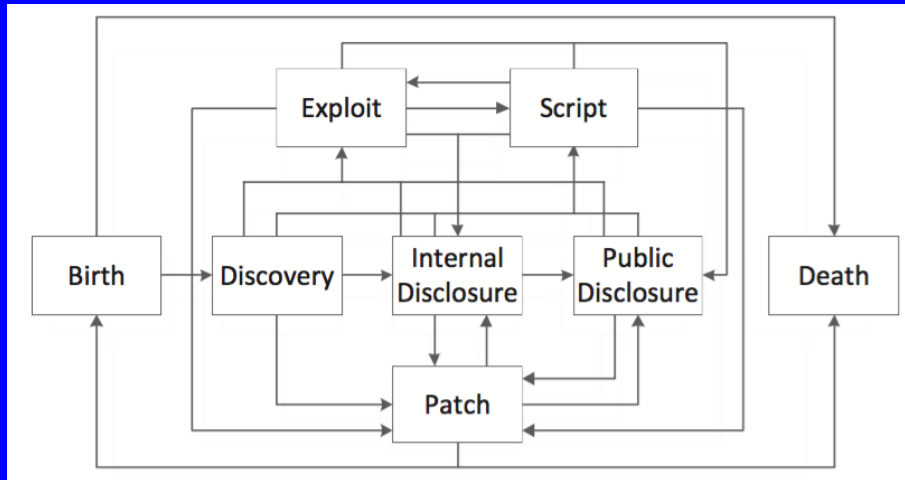 Exploit
Script
Birth
Discovery
Internal
Disclosure
Public
Disclosure
Death
Patch